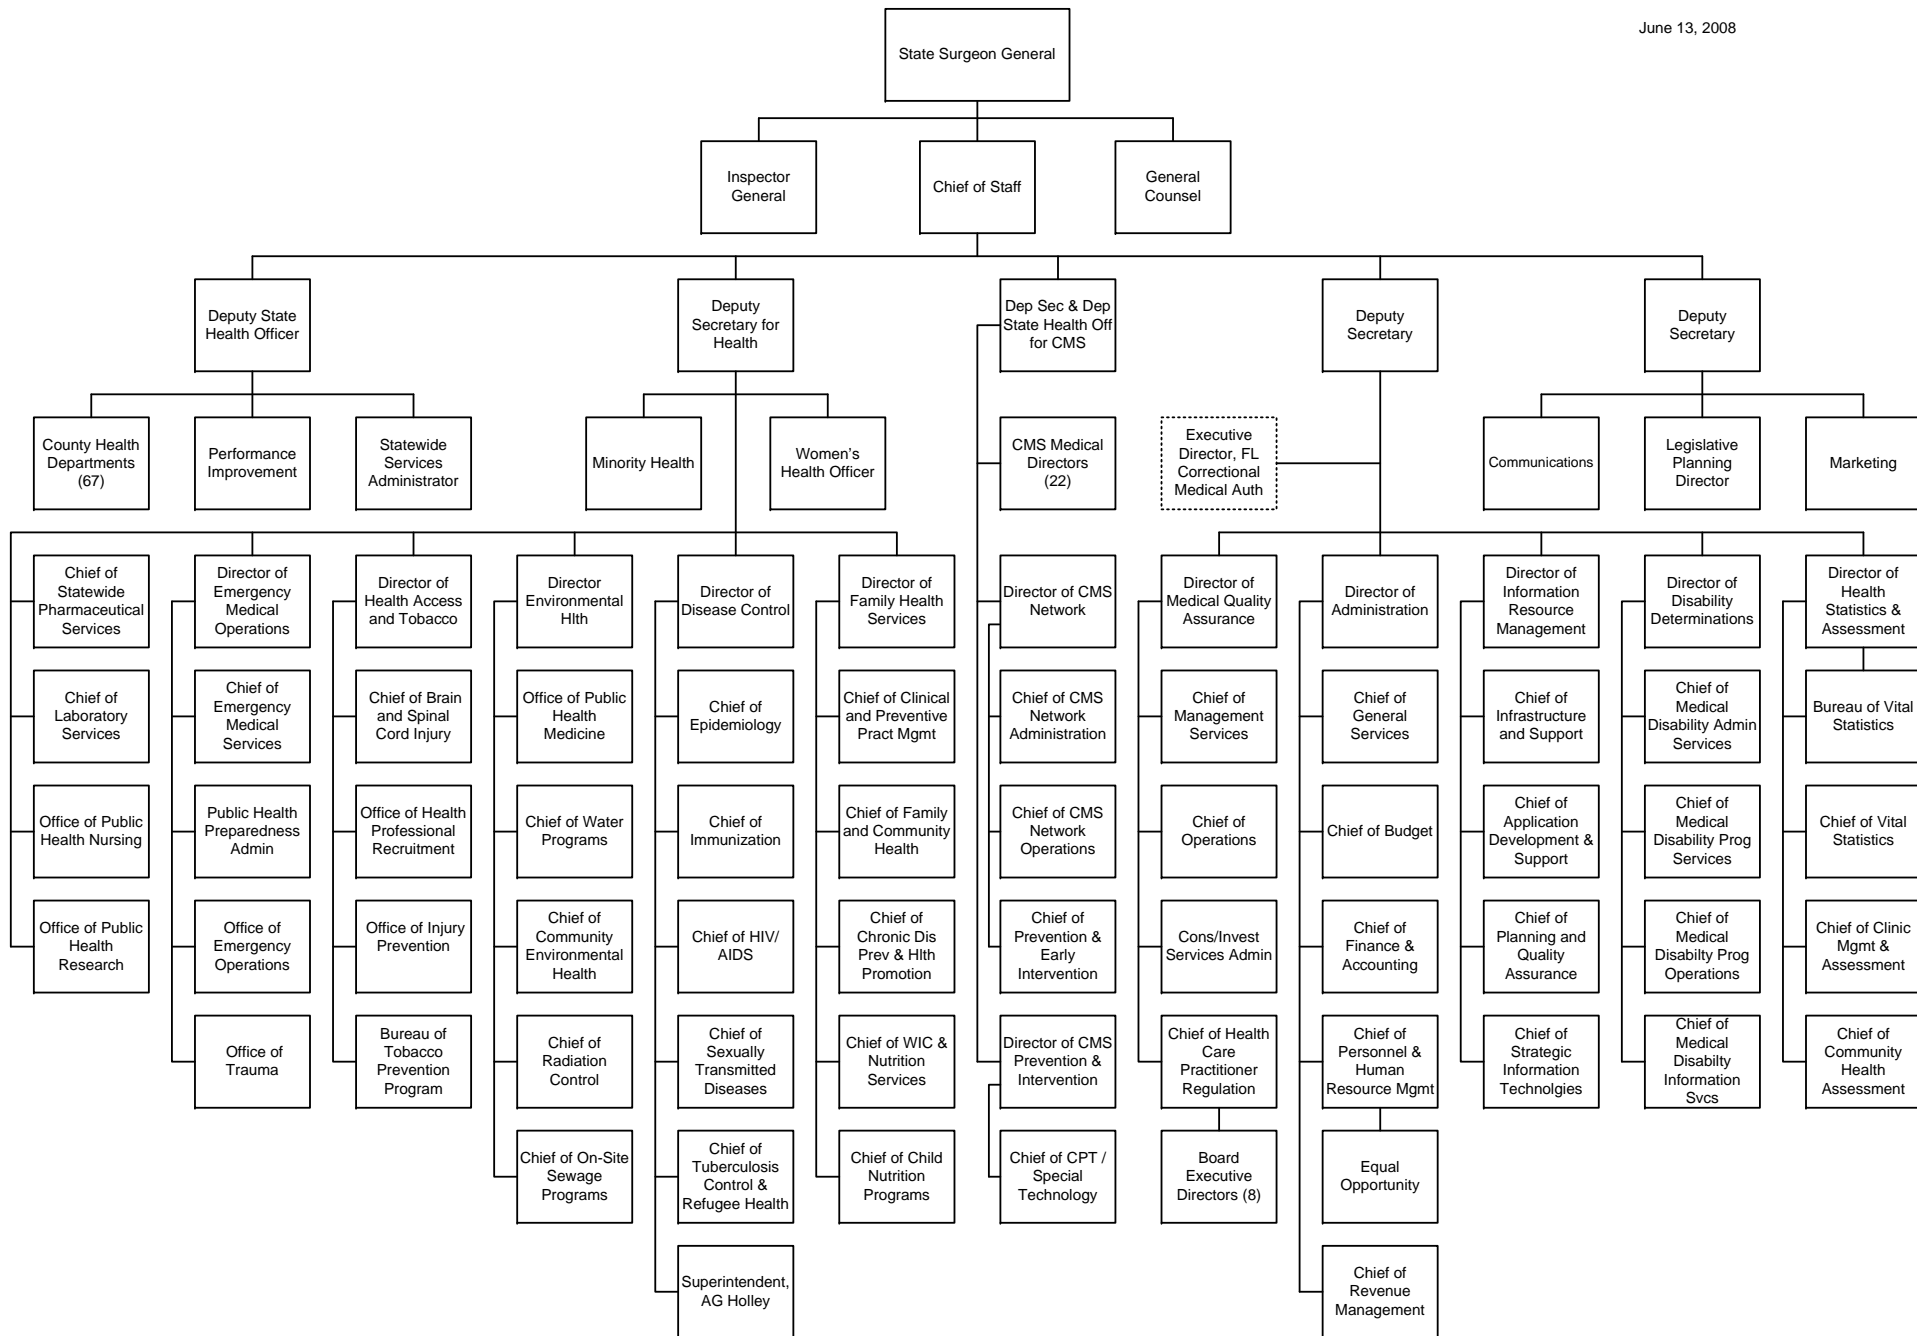 June 13, 2008
State Surgeon General
Inspector
General
Chief of Staff
General
Counsel
Deputy State
Health Officer
Deputy
Secretary for
Health
Dep Sec & Dep
State Health Off
for CMS
Deputy
Secretary
Deputy
Secretary
County Health
Departments
(67)
Performance
Improvement
Statewide
Services
Administrator
Minority Health
Women's
Health Officer
CMS Medical
Directors
(22)
Executive
Director, FL
Correctional
Medical Auth
Communications
Legislative
Planning
Director
Marketing
Chief of
Statewide
Pharmaceutical
Services
Director of
Emergency
Medical
Operations
Director of
Health Access
and Tobacco
Director
Environmental
Hlth
Director of
Disease Control
Director of
Family Health
Services
Director of CMS
Network
Director of
Medical Quality
Assurance
Director of
Administration
Director of
Information
Resource
Management
Director of
Disability
Determinations
Director of
Health
Statistics &
Assessment
Chief of
Laboratory
Services
Chief of
Emergency
Medical
Services
Chief of Brain
and Spinal
Cord Injury
Office of Public
Health
Medicine
Chief of
Epidemiology
Chief of Clinical
and Preventive
Pract Mgmt
Chief of CMS
Network
Administration
Chief of
Management
Services
Chief of
General
Services
Chief of
Infrastructure
and Support
Chief of
Medical
Disability Admin
Services
Bureau of Vital
Statistics
Office of Public
Health Nursing
Public Health
Preparedness
Admin
Office of Health
Professional
Recruitment
Chief of Water
Programs
Chief of
Immunization
Chief of Family
and Community
Health
Chief of CMS
Network
Operations
Chief of
Operations
Chief of Budget
Chief of
Application
Development &
Support
Chief of
Medical
Disability Prog
Services
Chief of Vital
Statistics
Office of Public
Health
Research
Office of
Emergency
Operations
Office of Injury
Prevention
Chief of
Community
Environmental
Health
Chief of HIV/
AIDS
Chief of
Chronic Dis
Prev & Hlth
Promotion
Chief of
Prevention &
Early
Intervention
Cons/Invest
Services Admin
Chief of
Finance &
Accounting
Chief of
Planning and
Quality
Assurance
Chief of
Medical
Disabilty Prog
Operations
Chief of Clinic
Mgmt &
Assessment
Office of
Trauma
Bureau of
Tobacco
Prevention
Program
Chief of
Radiation
Control
Chief of
Sexually
Transmitted
Diseases
Chief of WIC &
Nutrition
Services
Director of CMS
Prevention &
Intervention
Chief of Health
Care
Practitioner
Regulation
Chief of
Personnel &
Human
Resource Mgmt
Chief of
Strategic
Information
Technolgies
Chief of
Medical
Disabilty
Information
Svcs
Chief of
Community
Health
Assessment
Chief of On-Site
Sewage
Programs
Chief of
Tuberculosis
Control &
Refugee Health
Chief of Child
Nutrition
Programs
Chief of CPT /
Special
Technology
Board
Executive
Directors (8)
Equal
Opportunity
Superintendent,
AG Holley
Chief of
Revenue
Management